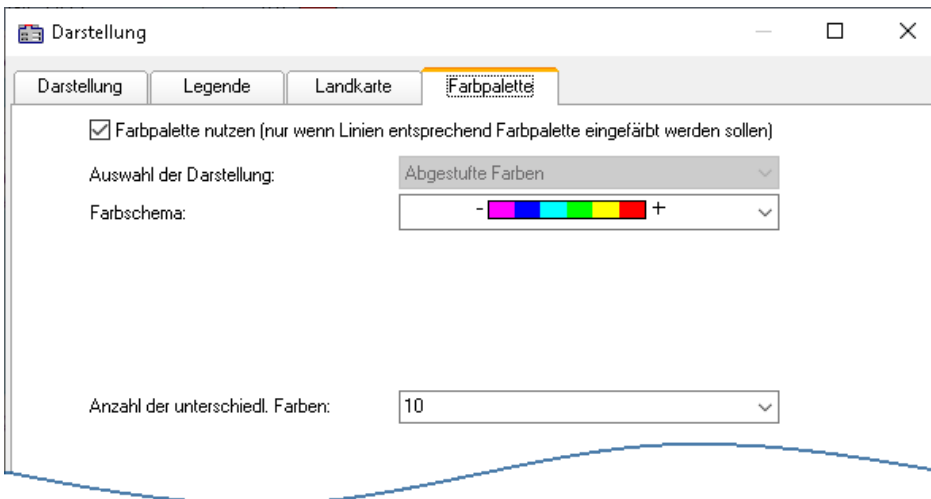 Darstellung
Darstellung Legende Landkarte Farbpalette
Farbpalette nutzen (nur wenn Linien entsprechend Farbpalette eingefärbt werden sollen)
Auswahl der Darstellung: Abgestufte Farben
Farbschema: - +
Anzahl der unterschiedl. Farben: 10